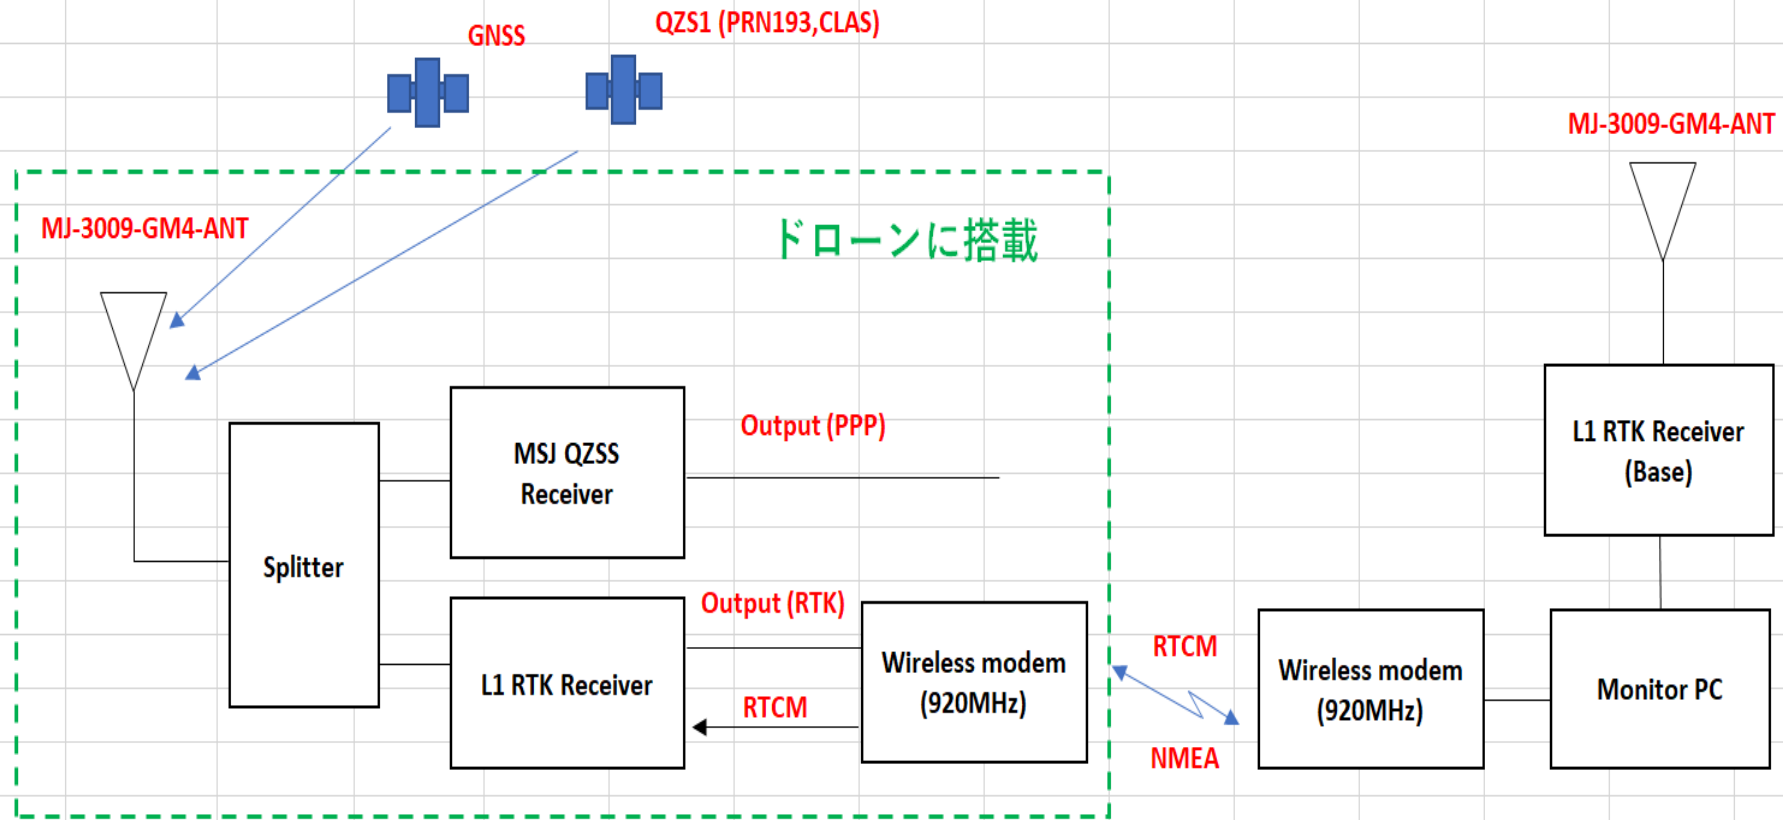 GNSS
QZS1 (PRN193,CLAS)
MJ-3009-GM4-ANT
MJ-3009-GM4-ANT
ドローンに搭載
MSJ QZSS
Receiver
Output (PPP)
L1 RTK Receiver
(Base)
Splitter
Output (RTK)
L1 RTK Receiver
RTCM
Wireless modem
(920MHz)
RTCM
NMEA
Wireless modem
(920MHz)
Monitor PC